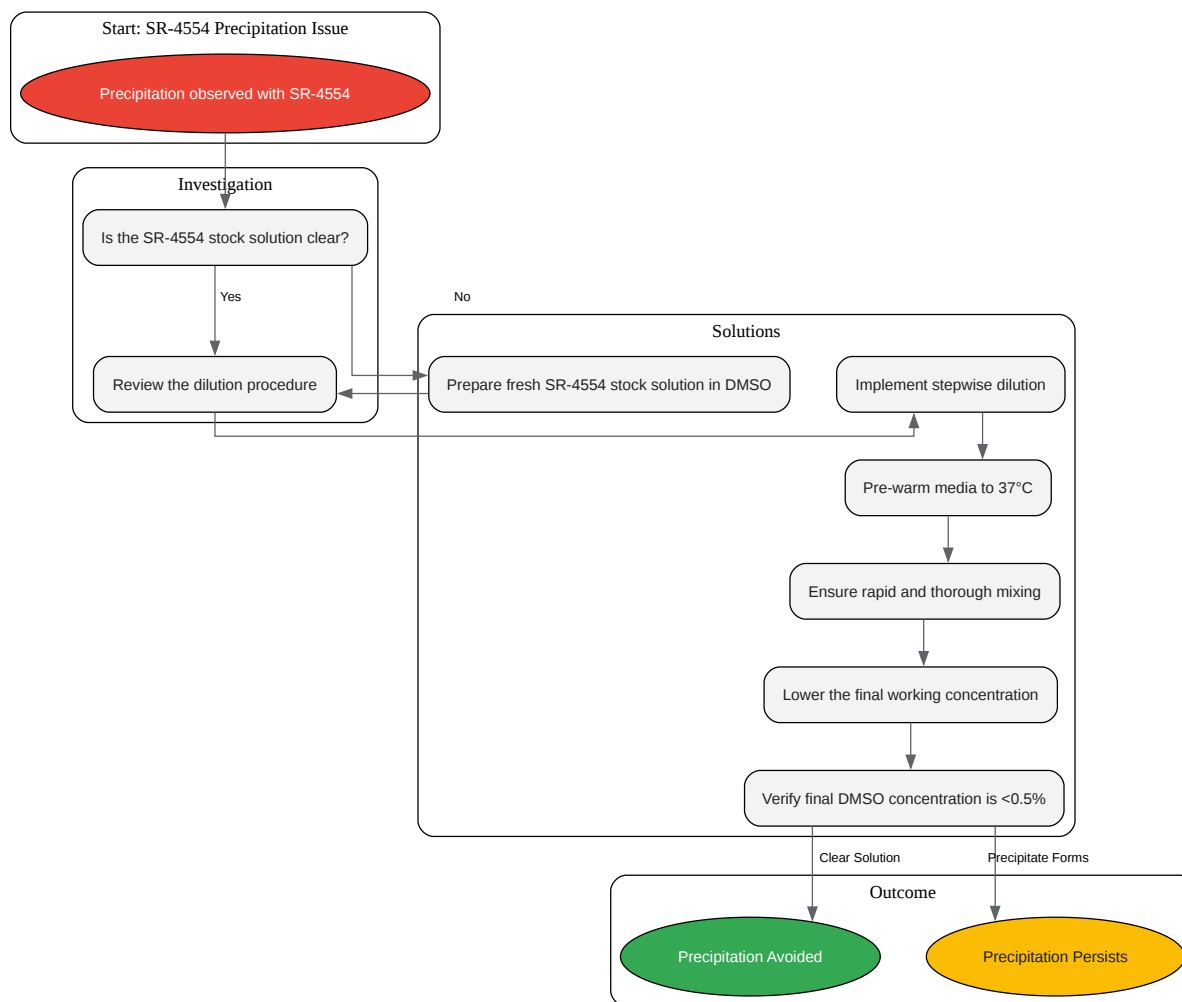 Start: SR-4554 Precipitation Issue
Precipitation observed with SR-4554
Investigation
Is the SR-4554 stock solution clear?
Yes
No
Solutions
Review the dilution procedure
Prepare fresh SR-4554 stock solution in DMSO
Implement stepwise dilution
Pre-warm media to 37°C
Ensure rapid and thorough mixing
Lower the final working concentration
Verify final DMSO concentration is <0.5%
Clear Solution
Precipitate Forms
Outcome
Precipitation Avoided
Precipitation Persists